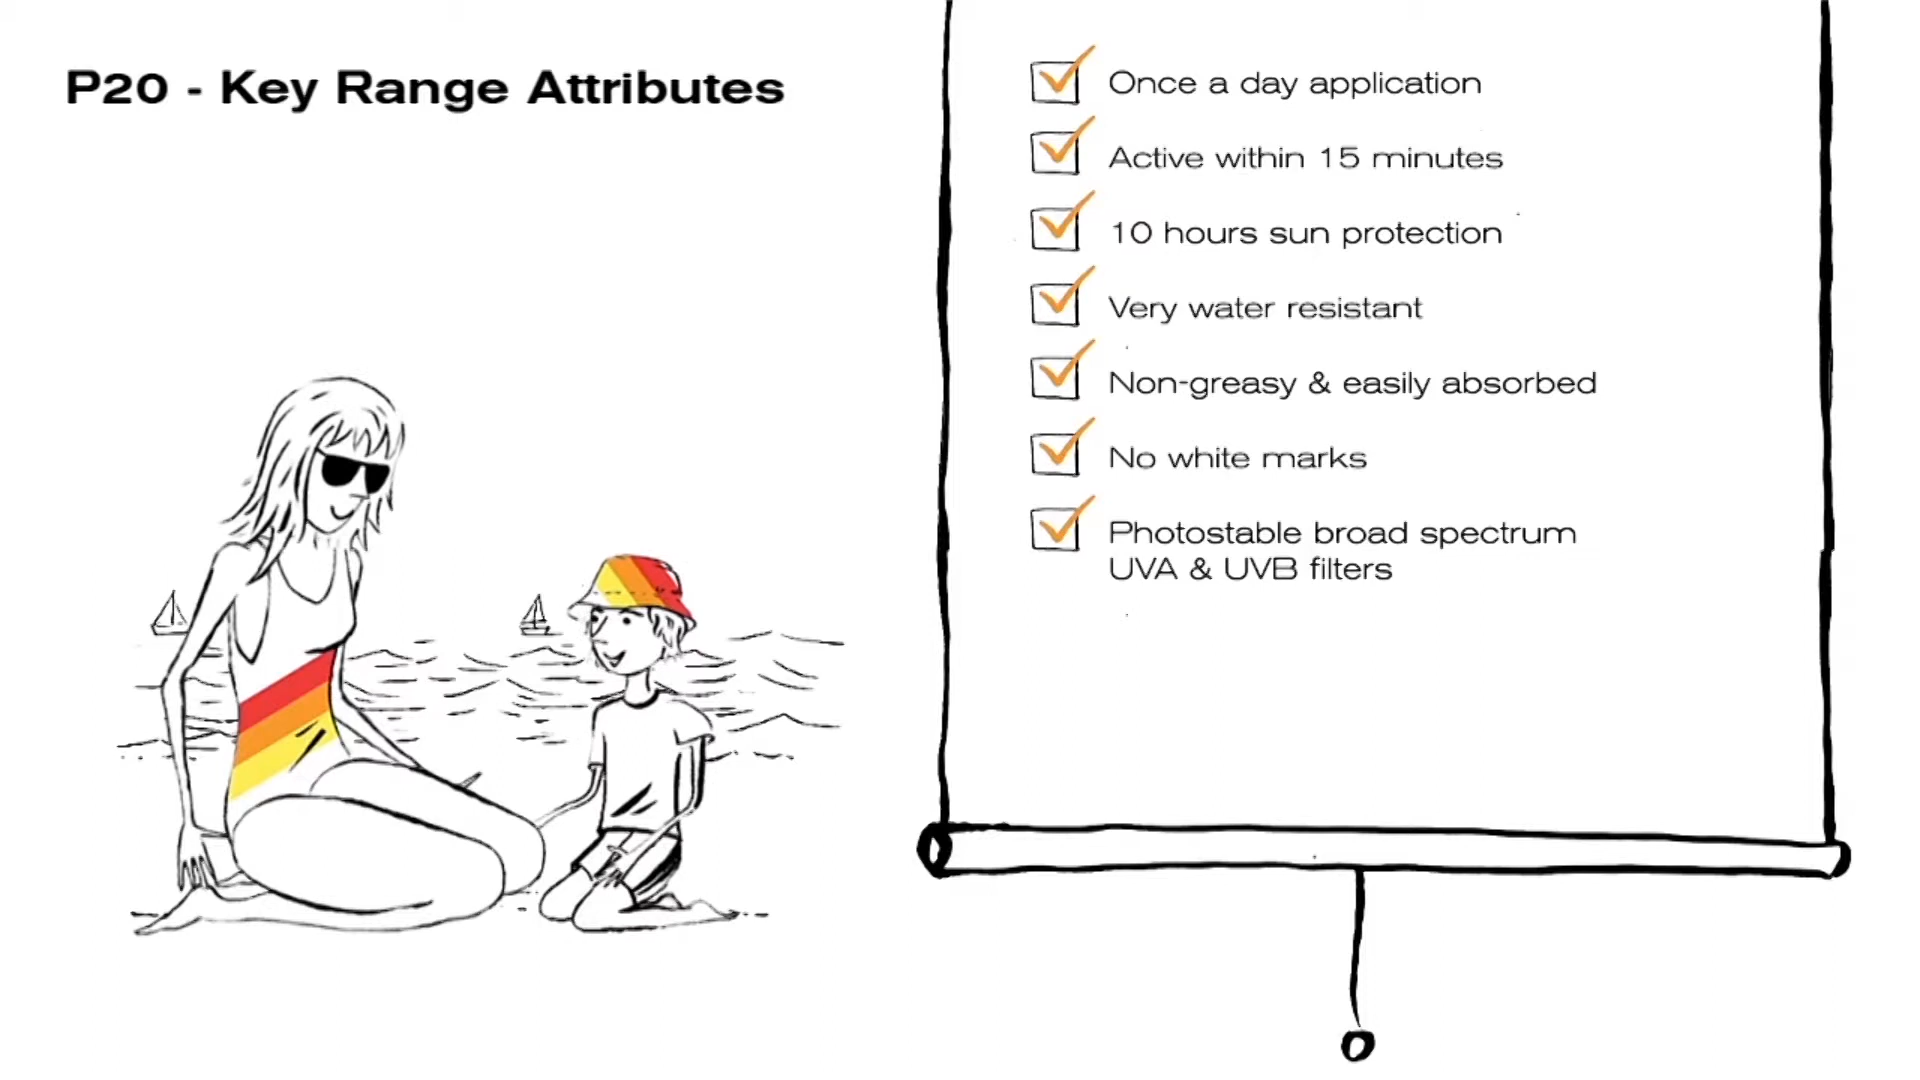 P20 - Key Range Attributes
Once a day application
Active within 15 minutes
10 hours sun protection
Very water resistant
Non-greasy & easily absorbed
No white marks
Photostable broad spectrum
UVA & UVB filters